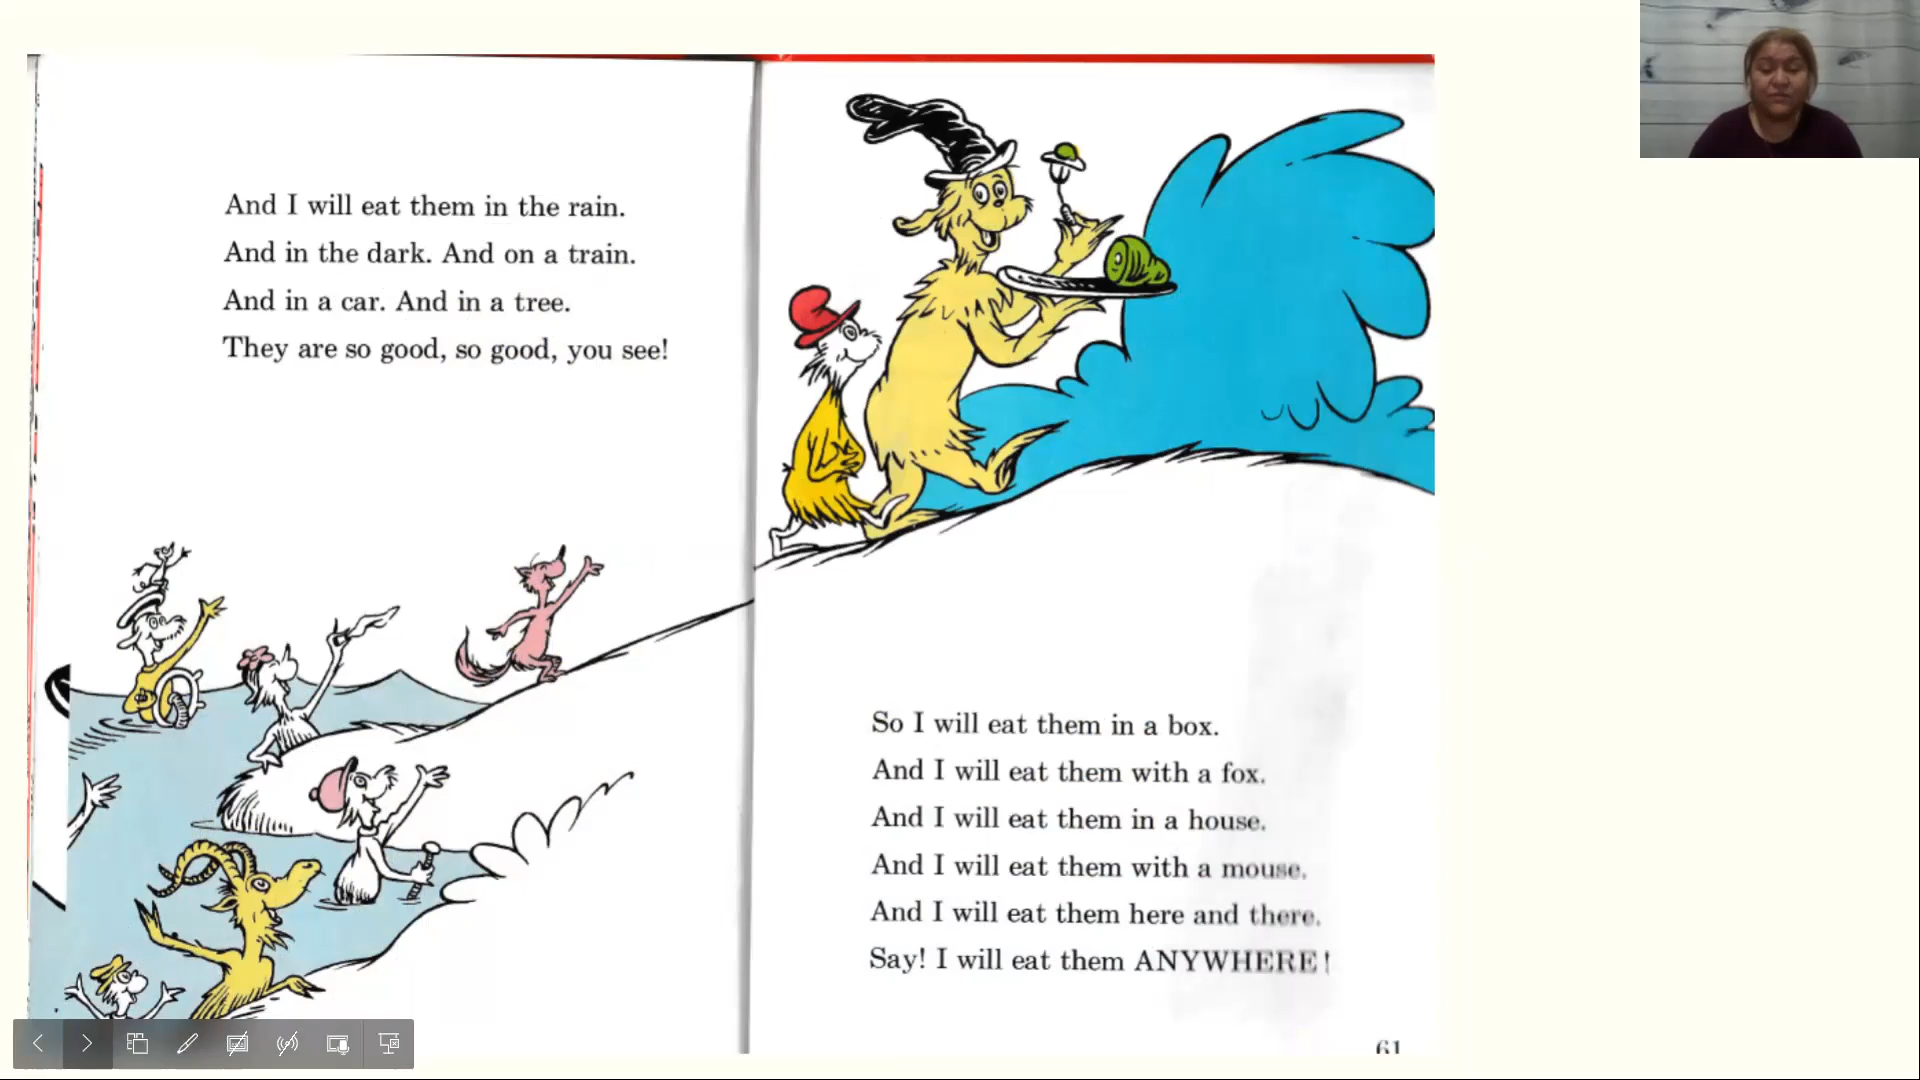 And I will eat them in the rain.
And in the dark. And on a train.
And in a car. And in a tree.
They are so good, so good, you see!
So I will eat them in a box.
And I will eat them with a fox.
And I will eat them in a house.
And I will eat them with a mouse.
And I will eat them here and there.
Say! I will eat them ANYWHERE!
61